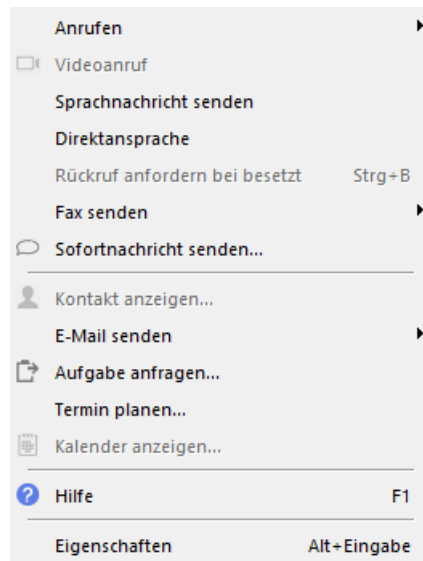 Anrufen
Videoanruf
Sprachnachricht senden
Direktansprache
Rückruf anfordern bei besetzt Strg+B
Fax senden
Sofortnachricht senden...
Kontakt anzeigen...
E-Mail senden
Aufgabe anfragen...
Termin planen...
Kalender anzeigen...
Hilfe F1
Eigenschaften Alt+Eingabe